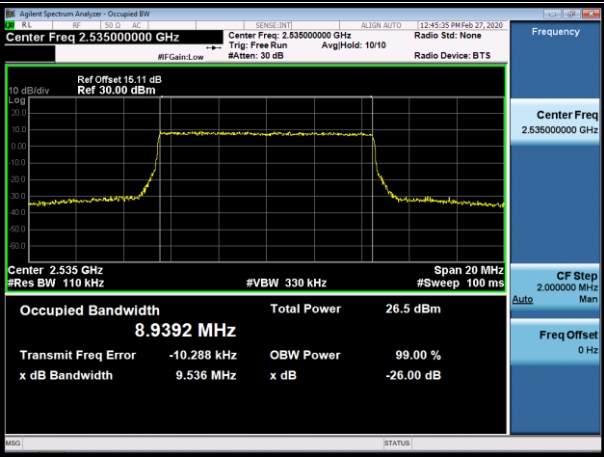 Agilent Spectrum Analyzer - Occupied BW
RL RF 50 Ω AC SENSE:INT ALIGN AUTO 12:45:35 PM Feb 27, 2020
Center Freq 2.535000000 GHz
Center Freq: 2.535000000 GHz
Radio Std: None
Trig: Free Run Avg|Hold: 10/10
#IFGain:Low
#Atten: 30 dB
Radio Device: BTS
Ref Offset 15.11 dB
10 dB/div Ref 30.00 dBm
Log
20.0
10.0
0.00
-10.0
-20.0
-30.0
-40.0
-50.0
-60.0
Center 2.535 GHz Span 20 MHz
#Res BW 110 kHz #VBW 330 kHz #Sweep 100 ms
Occupied Bandwidth Total Power 26.5 dBm
8.9392 MHz
Transmit Freq Error -10.288 kHz OBW Power 99.00 %
x dB Bandwidth 9.536 MHz x dB -26.00 dB
MSG STATUS
Frequency
Center Freq
2.535000000 GHz
CF Step
2.000000 MHz
Auto Man
Freq Offset
0 Hz